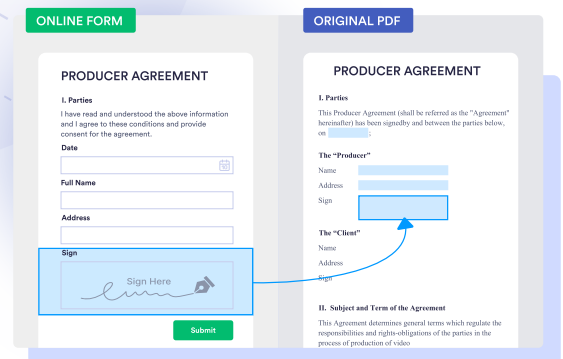 ONLINE FORM
PRODUCER AGREEMENT
I. Parties
I have read and understood the above information
and I agree to these conditions and provide
consent for the agreement.
Date
Full Name
Address
Sign
Sign Here
Submit
ORIGINAL PDF
PRODUCER AGREEMENT
I. Parties
This Producer Agreement (shall be referred as the "Agreement"
hereinafter) has been signedby and between the parties below,
on ;
The “Producer”
Name
Address
Sign
The “Client”
Name
Address
Sign
II. Subject and Term of the Agreement
This Agreement determines general terms which regulate the
responsibilities and rights-obligations of the parties in the
process of production of video